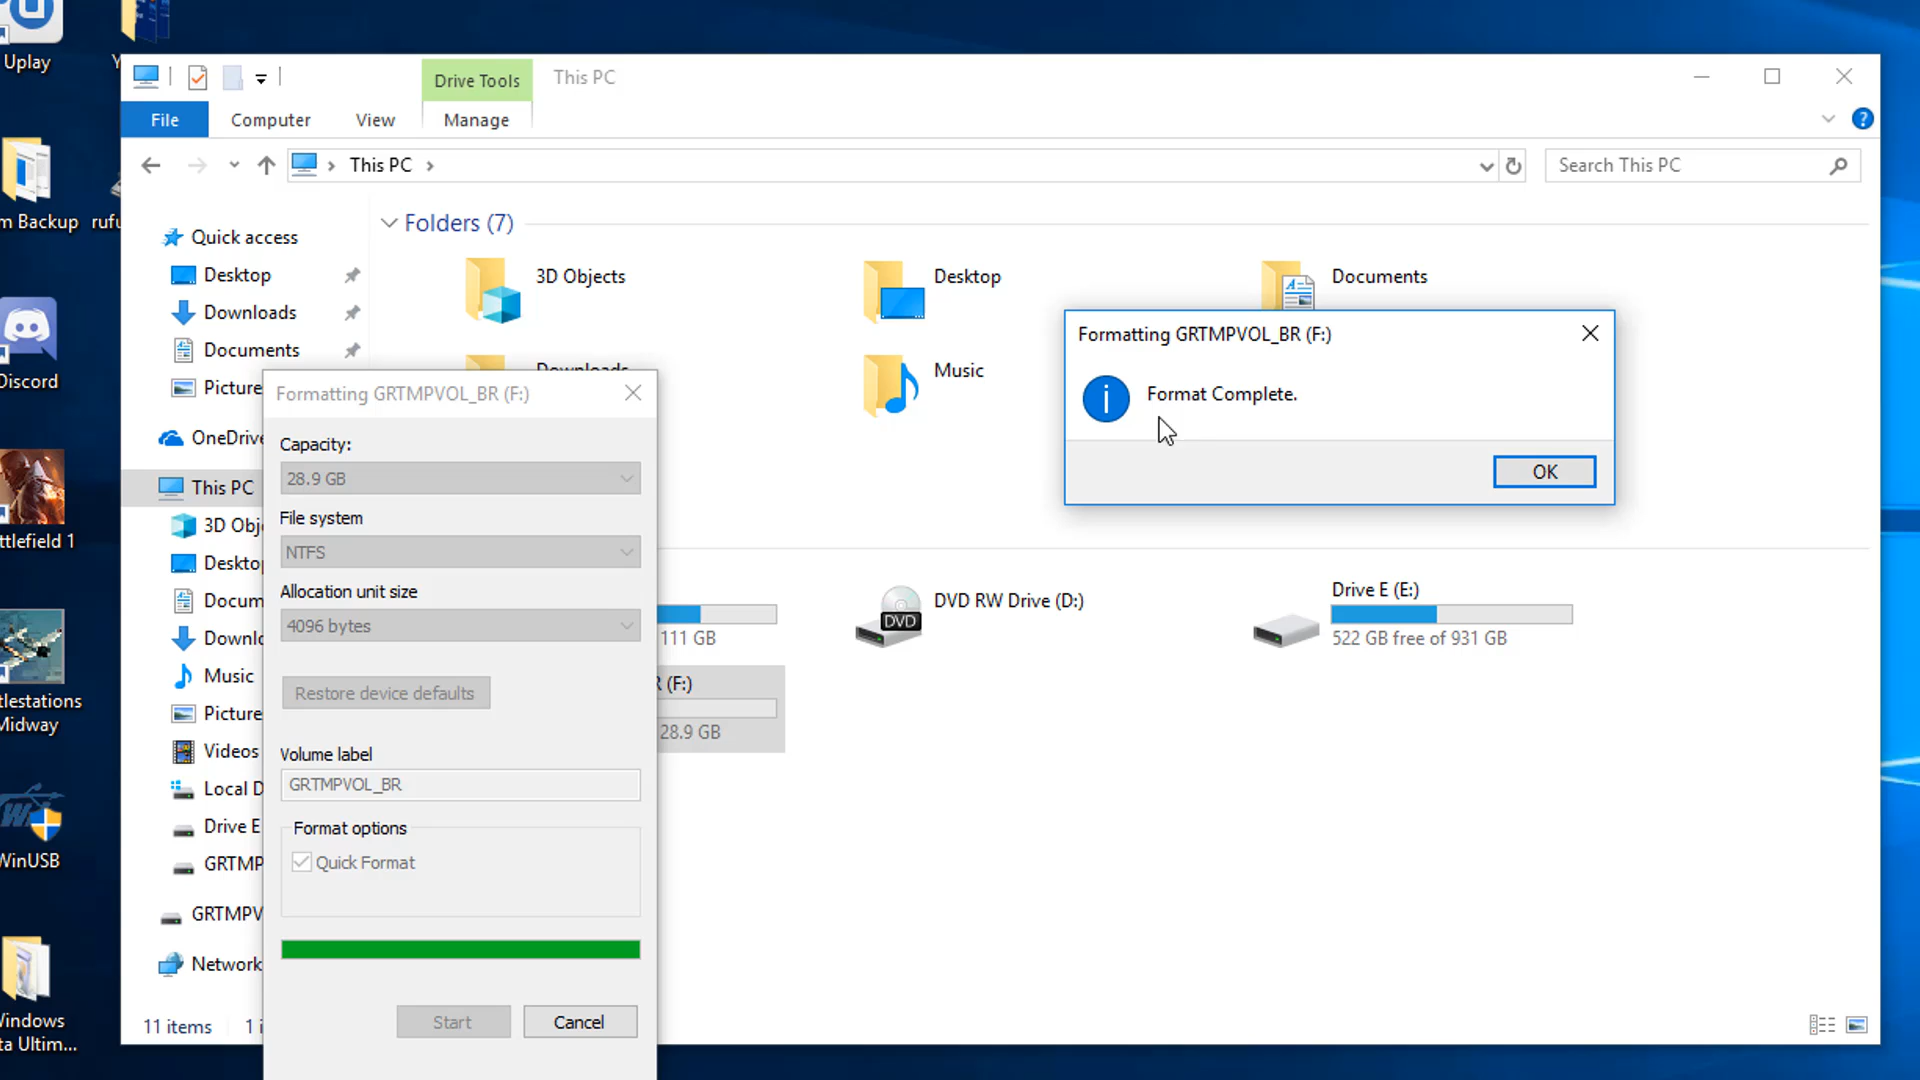 Uplay
Y
m Backup
rufu
Discord
ttlefield 1
tlestations
Midway
WinUSB
Windows
ta Ultim...
Drive Tools
This PC
File
Computer
View
Manage
This PC
Search This PC
Quick access
Desktop
Downloads
Documents
Picture
OneDrive
This PC
3D Obj
Desktop
Docum
Downlo
Music
Picture
Videos
Local D
Drive E
GRTMP
GRTMPV
Network
11 items
1 i
Folders (7)
3D Objects
Desktop
Documents
Downloads
Music
111 GB
DVD
DVD RW Drive (D:)
Drive E (E:)
522 GB free of 931 GB
R (F:)
28.9 GB
Formatting GRTMPVOL_BR (F:)
Capacity:
28.9 GB
File system
NTFS
Allocation unit size
4096 bytes
Restore device defaults
Volume label
GRTMPVOL_BR
Format options
Quick Format
Start
Cancel
Formatting GRTMPVOL_BR (F:)
Format Complete.
OK